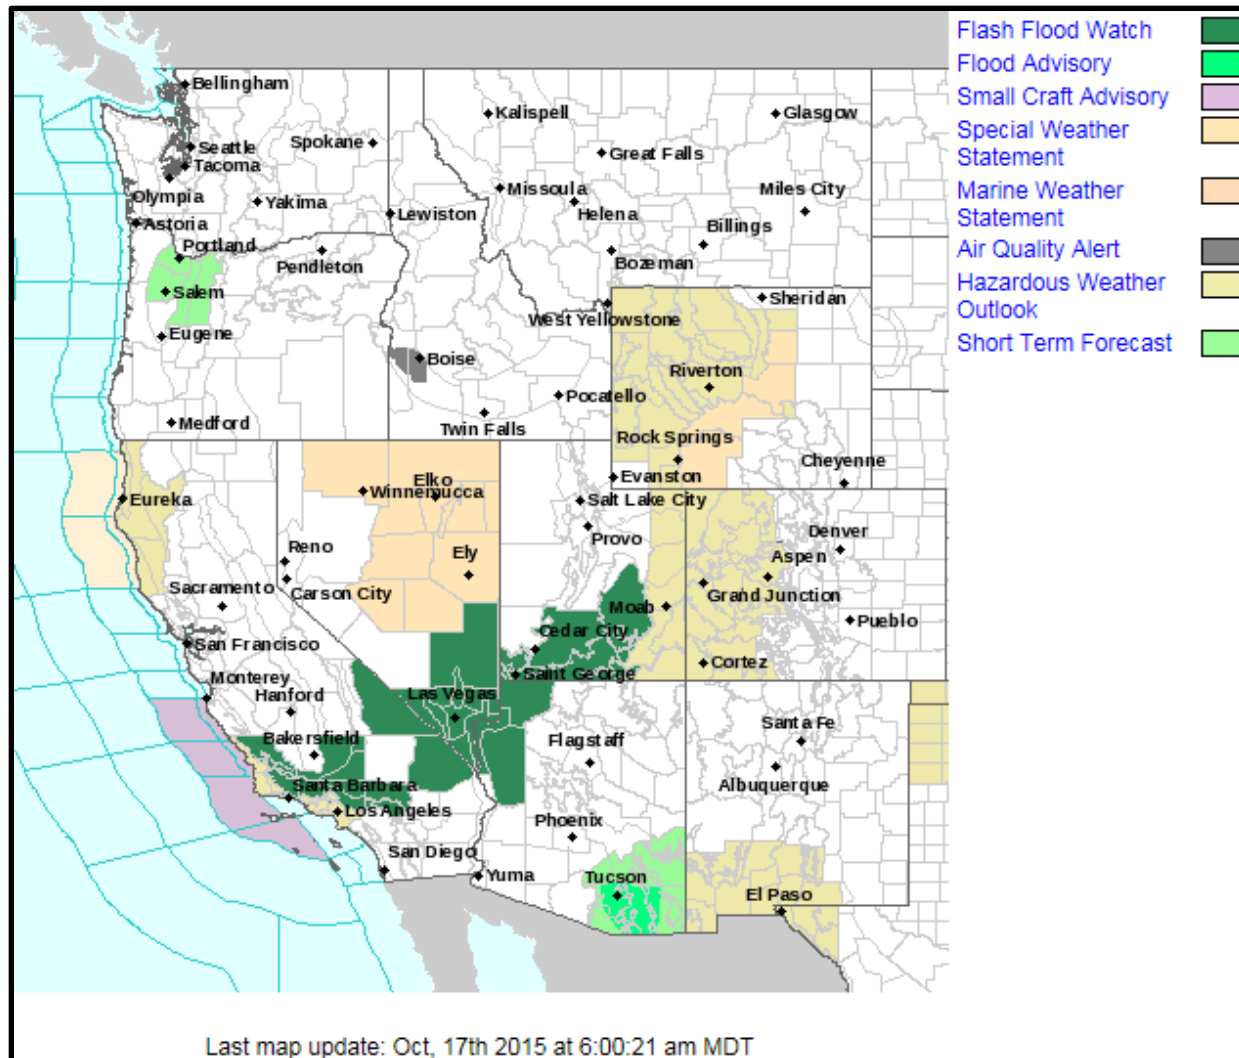 Flash Flood Watch
Flood Advisory
Small Craft Advisory
Special Weather
Statement
Marine Weather
Statement
Air Quality Alert
Hazardous Weather
Outlook
Short Term Forecast
Bellingham
Kalispell
Glasgow
Seattle
Spokane
Great Falls
Tacoma
Missoula
Miles City
Olympia
Yakima
Lewiston
Helena
Astoria
Billings
Portland
Pendleton
Bozeman
Salem
Sheridan
West Yellowstone
Eugene
Boise
Riverton
Pocatello
Medford
Twin Falls
Rock Springs
Cheyenne
Elko
Evanston
Winnemucca
Eureka
Salt Lake City
Denver
Provo
Reno
Ely
Aspen
Sacramento
Carson City
Grand Junction
Moab
Pueblo
Cedar City
San Francisco
Cortez
Monterey
Saint George
Hanford
Las Vegas
Santa Fe
Bakersfield
Flagstaff
Albuquerque
Santa Barbara
Los Angeles
Phoenix
San Diego
Yuma
Tucson
El Paso
Last map update: Oct, 17th 2015 at 6:00:21 am MDT